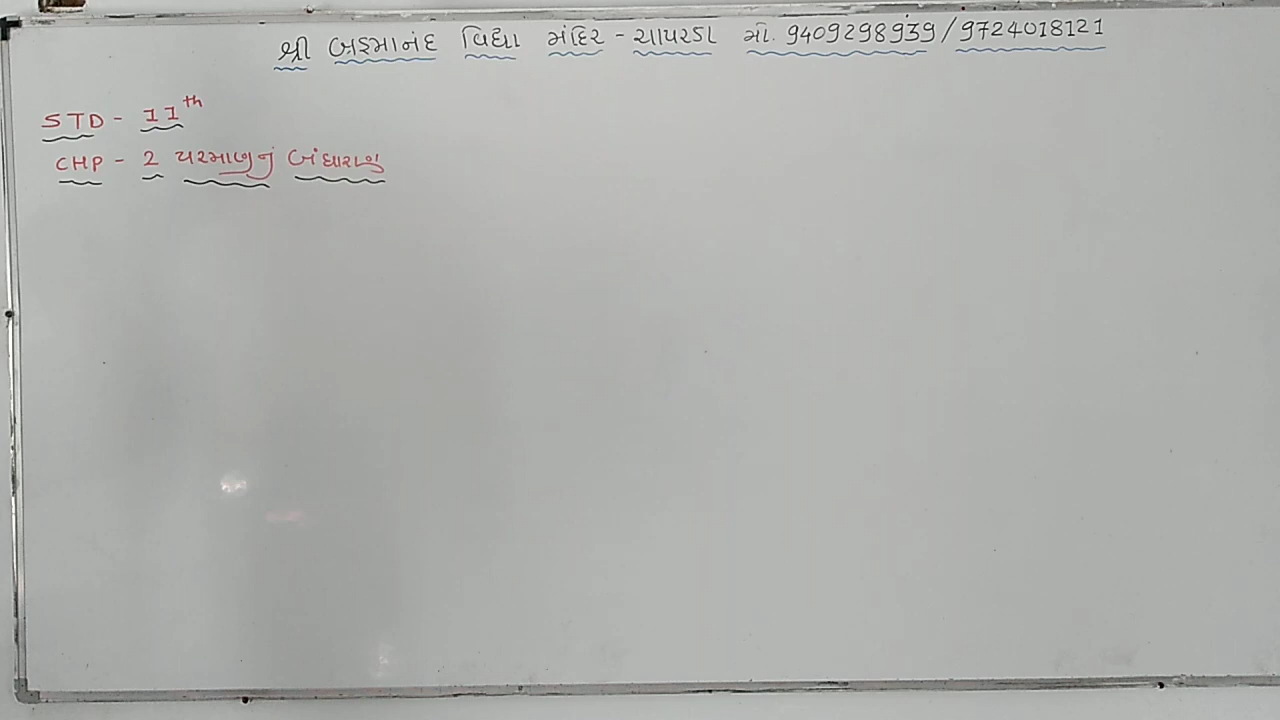 શ્રી બ્રહ્માનંદ વિદ્યા મંદિર - ચાપરડા મો. 9409298939 / 9724018121
STD - 11th
CHP - 2 પરમાણુનું બંધારણ